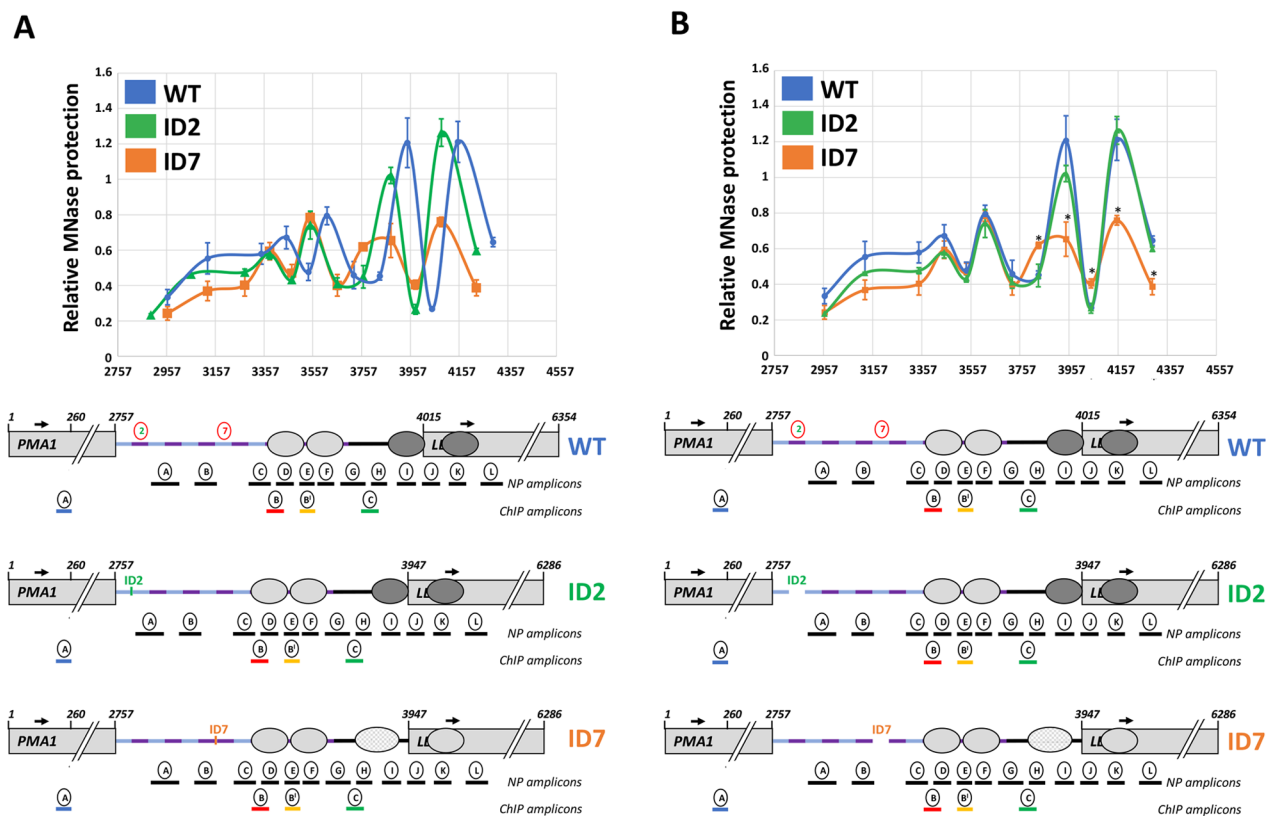 A
Relative MNase protection
1.6
1.4
1.2
1
0.8
0.6
0.4
0.2
0
WT
ID2
ID7
2757 2957 3157 3357 3557 3757 3957 4157 4357 4557
1 260 2757 4015 6354
2 7
PMA1 WT
A B C D E F G H I J K L NP amplicons
A B B' C ChIP amplicons
1 260 2757 3947 6286
ID2
PMA1 ID2
A B C D E F G H I J K L NP amplicons
A B B' C ChIP amplicons
1 260 2757 3947 6286
ID7
PMA1 ID7
A B C D E F G H I J K L NP amplicons
A B B' C ChIP amplicons
B
Relative MNase protection
1.6
1.4
1.2
1
0.8
0.6
0.4
0.2
0
WT
ID2
ID7
* * * * *
2757 2957 3157 3357 3557 3757 3957 4157 4357 4557
1 260 2757 4015 6354
2 7
PMA1 WT
A B C D E F G H I J K L NP amplicons
A B B' C ChIP amplicons
1 260 2757 3947 6286
ID2
PMA1 ID2
A B C D E F G H I J K L NP amplicons
A B B' C ChIP amplicons
1 260 2757 3947 6286
ID7
PMA1 ID7
A B C D E F G H I J K L NP amplicons
A B B' C ChIP amplicons